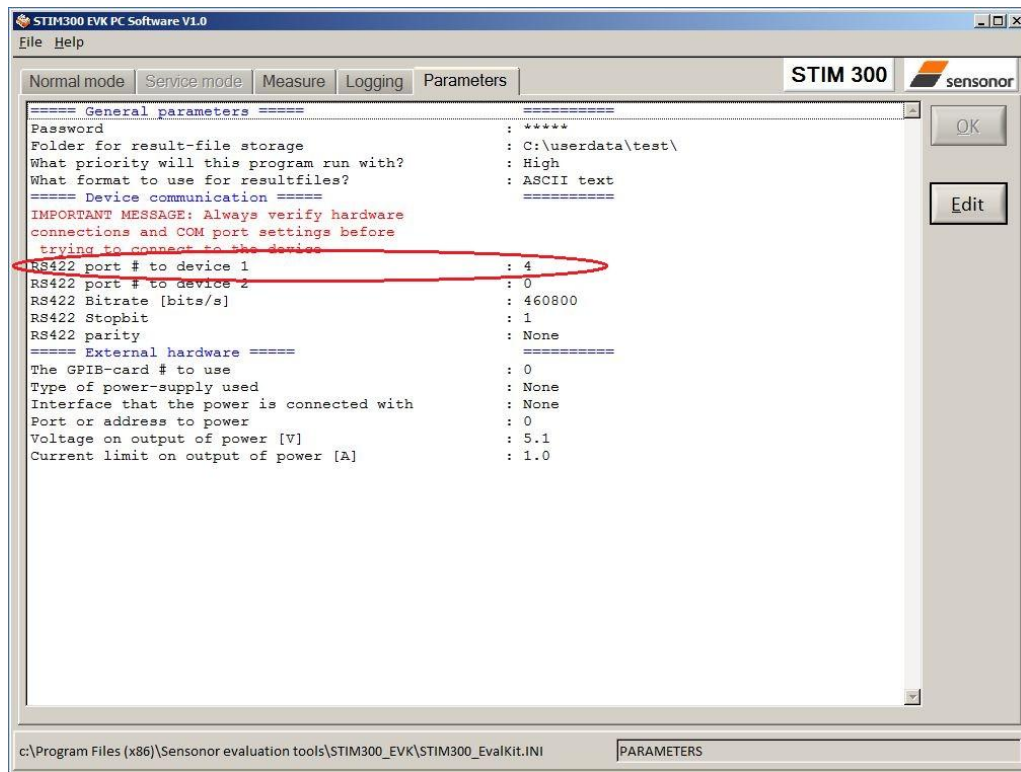 STIM300 EVK PC Software V1.0
File Help
Normal mode Service mode Measure Logging Parameters STIM 300 sensonor
===== General parameters ===== ==========
Password : *****
Folder for result-file storage : C:\userdata\test\
What priority will this program run with? : High
What format to use for resultfiles? : ASCII text
===== Device communication ===== ==========
IMPORTANT MESSAGE: Always verify hardware
connections and COM port settings before
trying to connect to the device
RS422 port # to device 1 : 4
RS422 port # to device 2 : 0
RS422 Bitrate [bits/s] : 460800
RS422 Stopbit : 1
RS422 parity : None
===== External hardware ===== ==========
The GPIB-card # to use : 0
Type of power-supply used : None
Interface that the power is connected with : None
Port or address to power : 0
Voltage on output of power [V] : 5.1
Current limit on output of power [A] : 1.0
OK
Edit
c:\Program Files (x86)\Sensonor evaluation tools\STIM300_EVK\STIM300_EvalKit.INI PARAMETERS